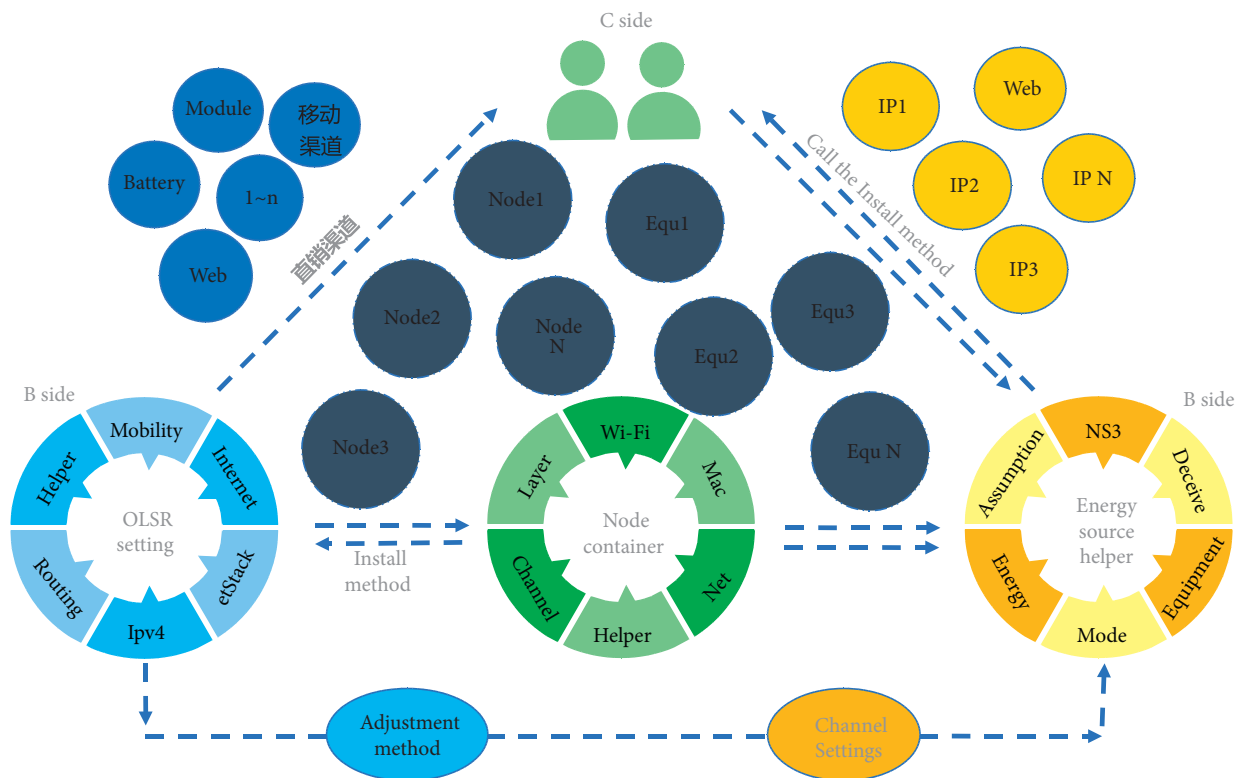 C side
Module
移动
渠道
Battery
1~n
Web
直销渠道
IP1
Web
IP2
IP N
IP3
Call the Install method
Node1
Equ1
Node2
Node
N
Equ2
Equ3
Node3
Equ N
B side
Mobility
Helper
Internet
OLSR
setting
Routing
etStack
Ipv4
Install
method
Wi-Fi
Layer
Mac
Node
container
Channel
Net
Helper
B side
NS3
Assumption
Deceive
Energy
source
helper
Energy
Equipment
Mode
Adjustment
method
Channel
Settings